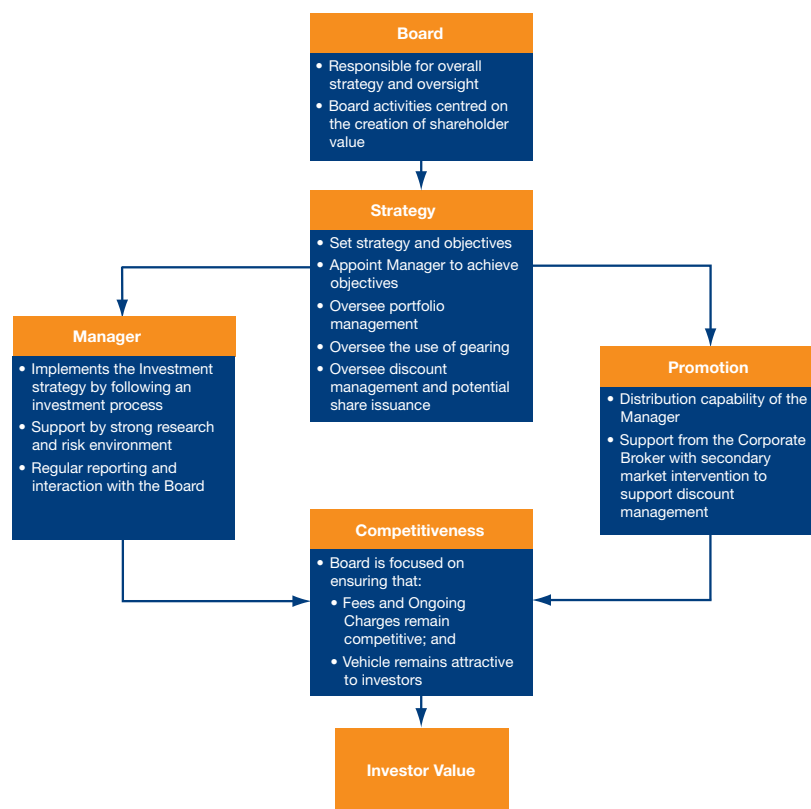 Board
• Responsible for overall
strategy and oversight
• Board activities centred on
the creation of shareholder
value
Strategy
• Set strategy and objectives
• Appoint Manager to achieve
objectives
• Oversee portfolio
management
• Oversee the use of gearing
• Oversee discount
management and potential
share issuance
Manager
• Implements the Investment
strategy by following an
investment process
• Support by strong research
and risk environment
• Regular reporting and
interaction with the Board
Promotion
• Distribution capability of the
Manager
• Support from the Corporate
Broker with secondary
market intervention to
support discount
management
Competitiveness
• Board is focused on
ensuring that:
• Fees and Ongoing
Charges remain
competitive; and
• Vehicle remains attractive
to investors
Investor Value